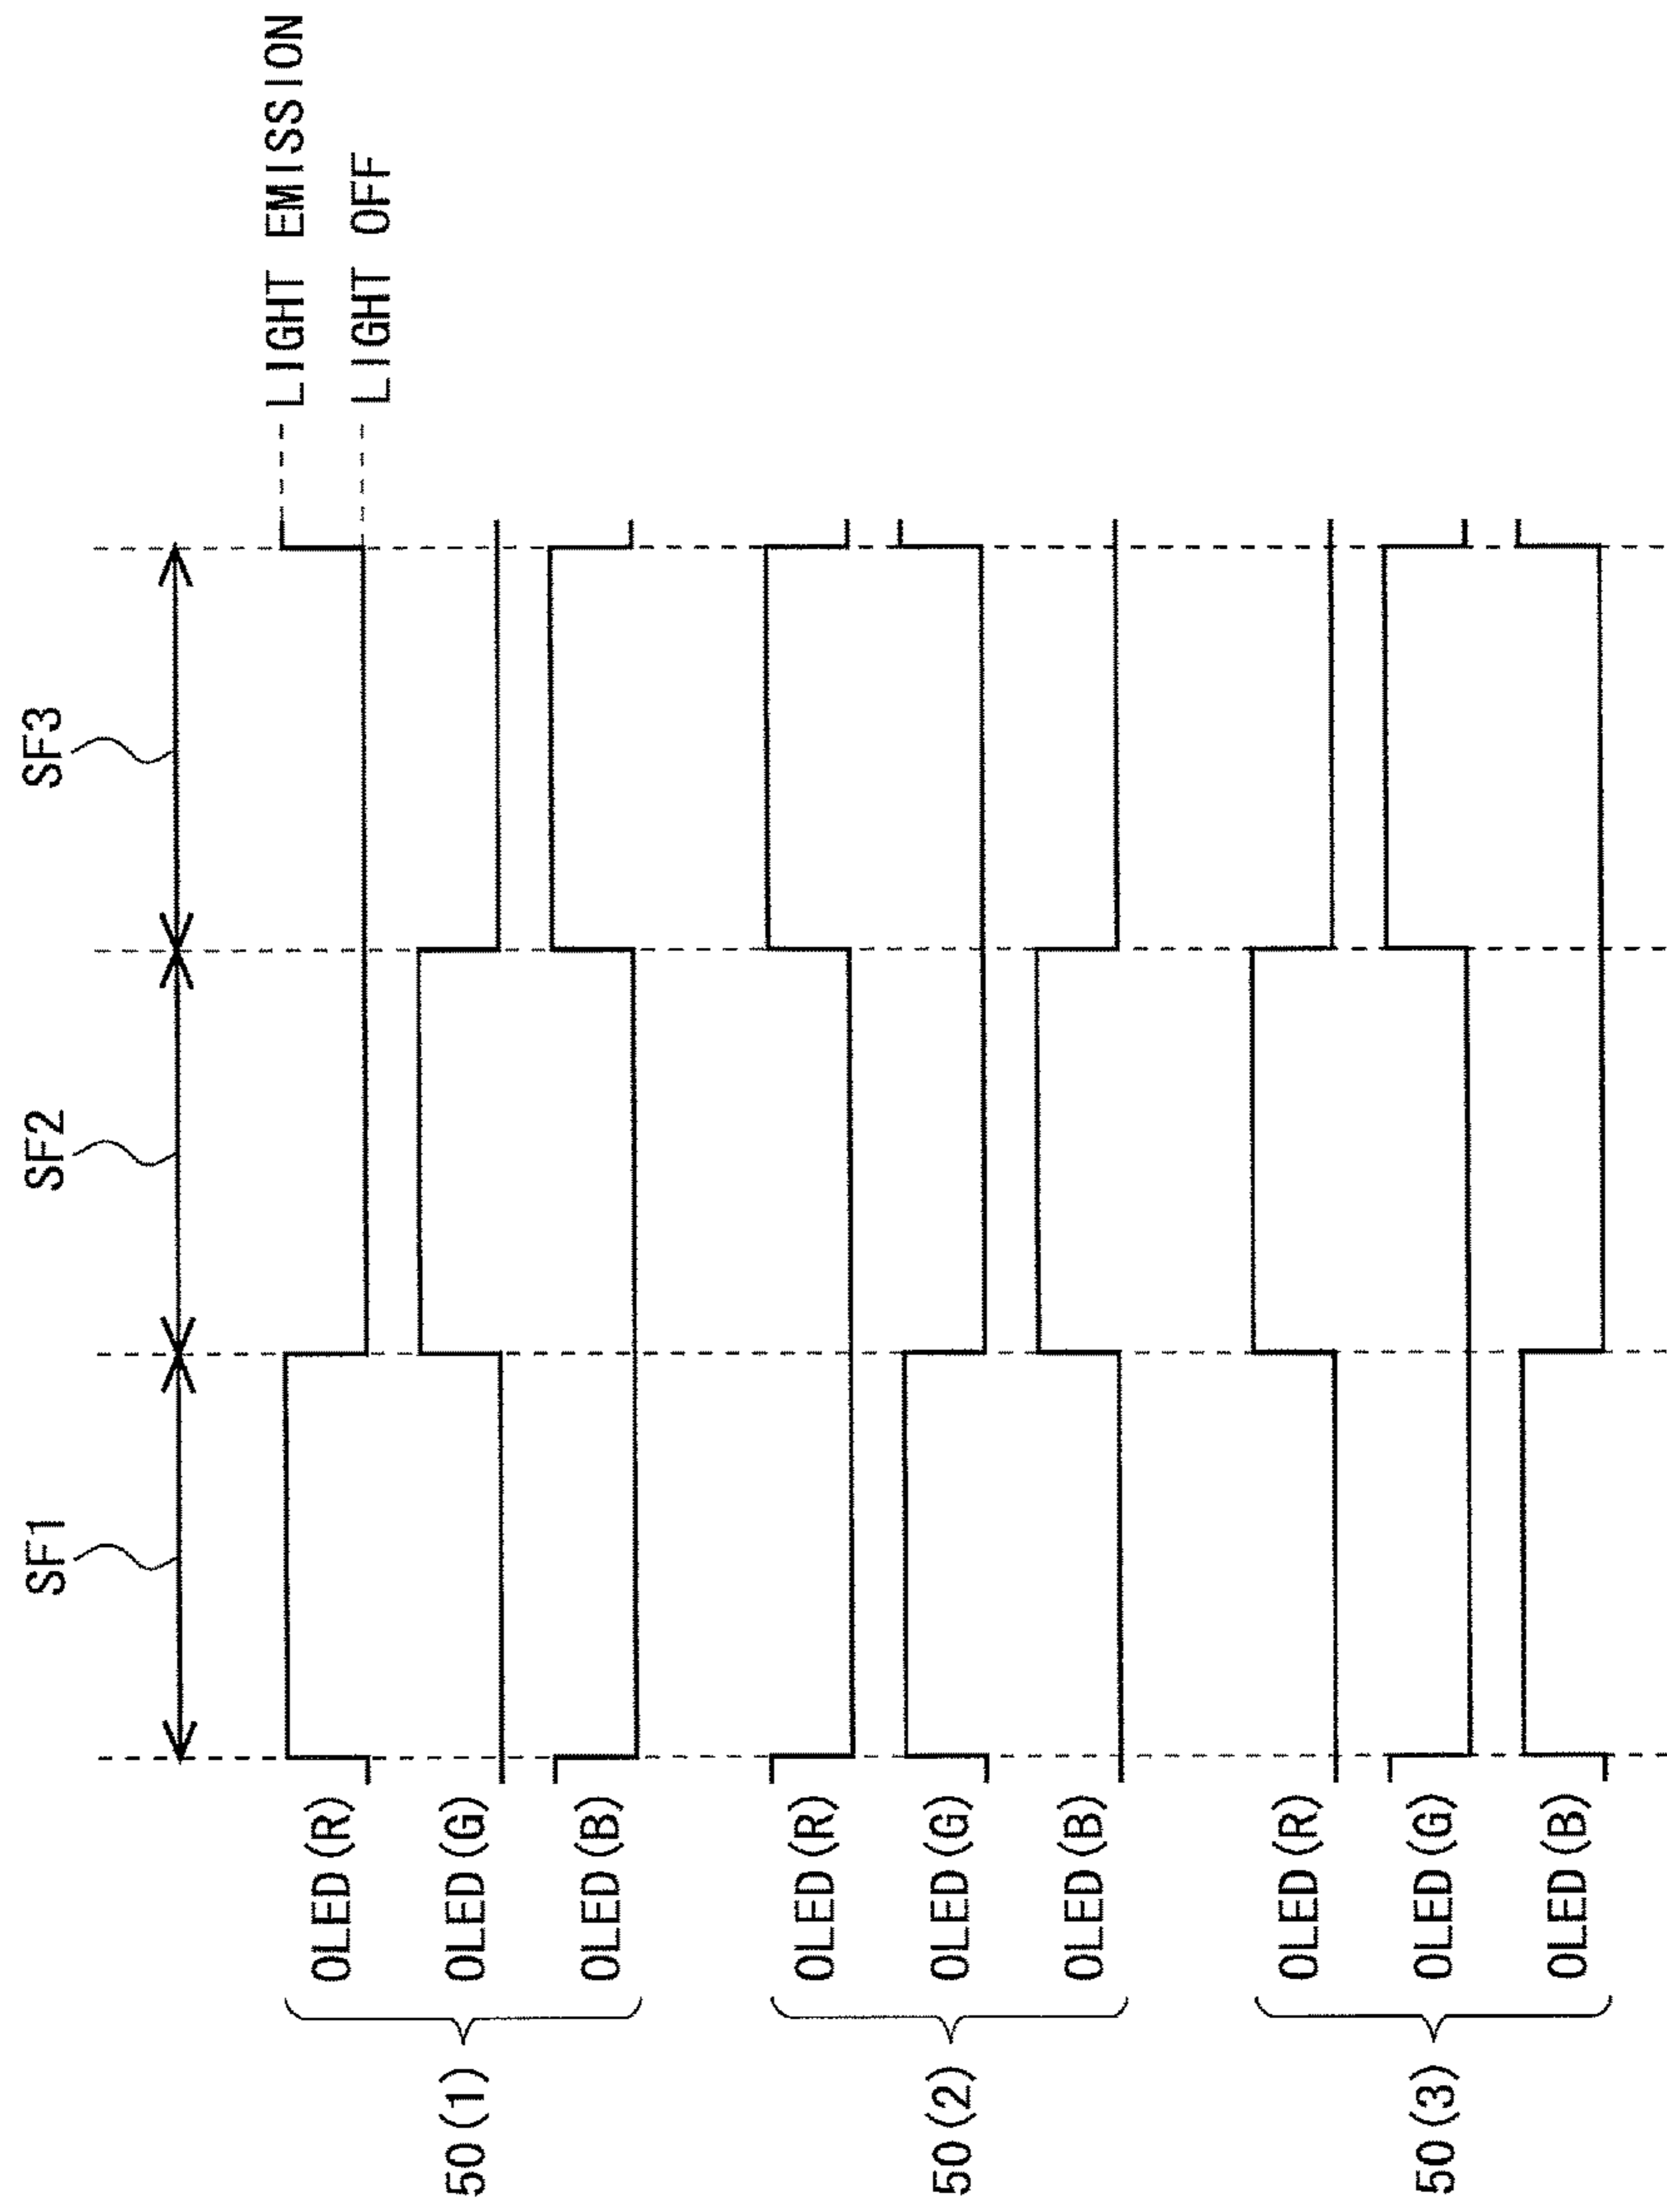 SF1
SF2
SF3
LIGHT EMISSION
LIGHT OFF
50(1)
OLED(R)
OLED(G)
OLED(B)
50(2)
OLED(R)
OLED(G)
OLED(B)
50(3)
OLED(R)
OLED(G)
OLED(B)